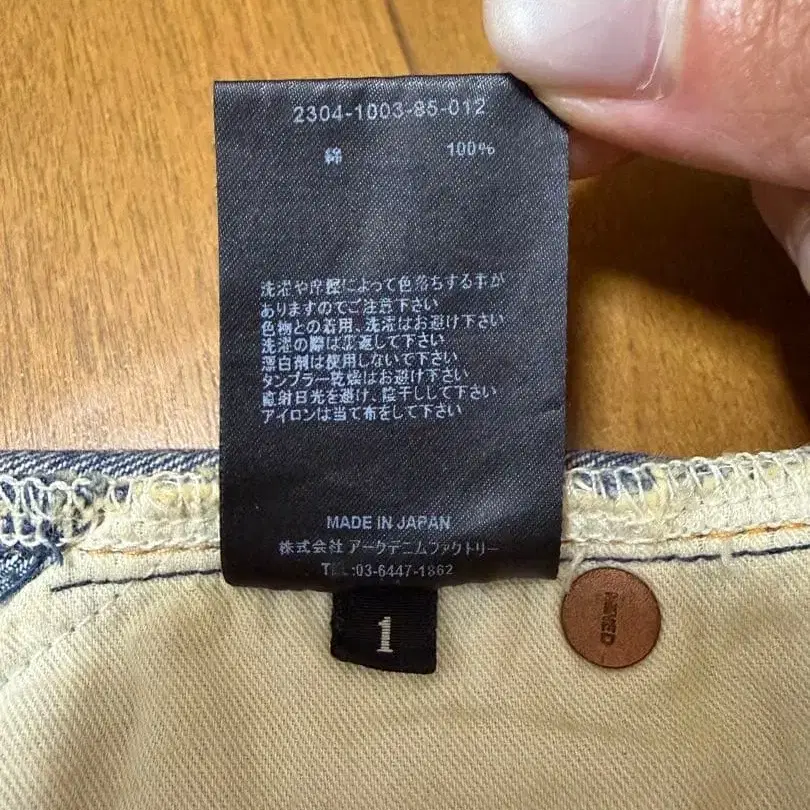 2304-1003-85-012
綿 100%
洗濯や摩擦によって色落ちする事が
ありますのでご注意下さい
色物との着用、洗濯はお避け下さい
洗濯の際は裏返して下さい
漂白剤は使用しないで下さい
タンブラー乾燥はお避け下さい
直射日光を避け、陰干しして下さい
アイロンは当て布をして下さい
MADE IN JAPAN
株式会社 アークデニムファクトリー
TEL:03-6447-1862
1